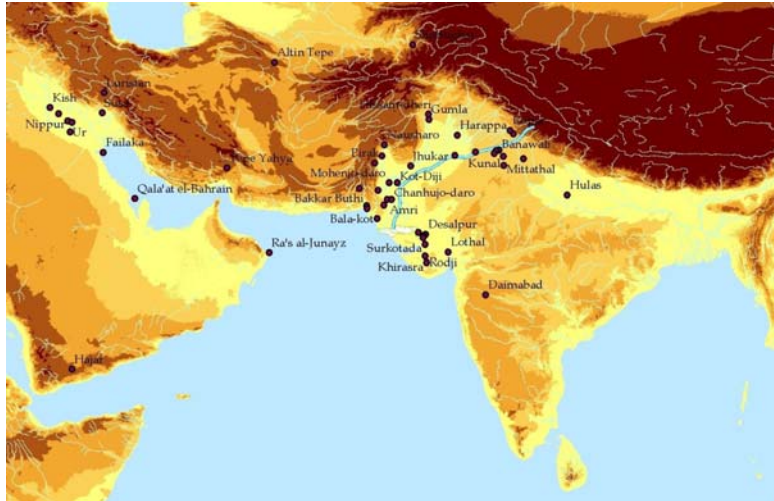 Altin Tepe
Luristan
Kish
Susa
Gumla
Nippur
Ur
Harappa
Nausharo
Banawali
Failaka
Tepe Yahya
Pirak
Jhukar
Kunal
Mittathal
Mohenjo-daro
Kot-Diji
Qala'at el-Bahrain
Bakkar Buthi
Chanhujo-daro
Hulas
Bala-kot
Amri
Desalpur
Ra's al-Junayz
Surkotada
Lothal
Khirasra
Rodji
Daimabad
Hajar